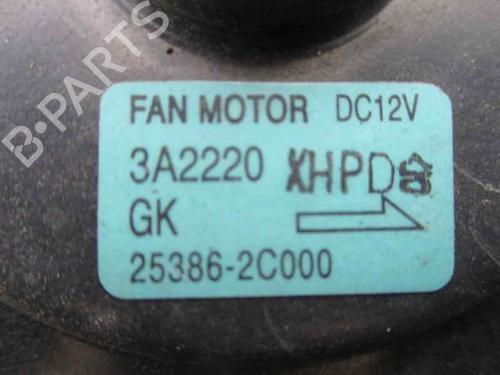 B-PARTS
FAN MOTOR DC12V
3A2220 XHPD
GK
25386-2C000